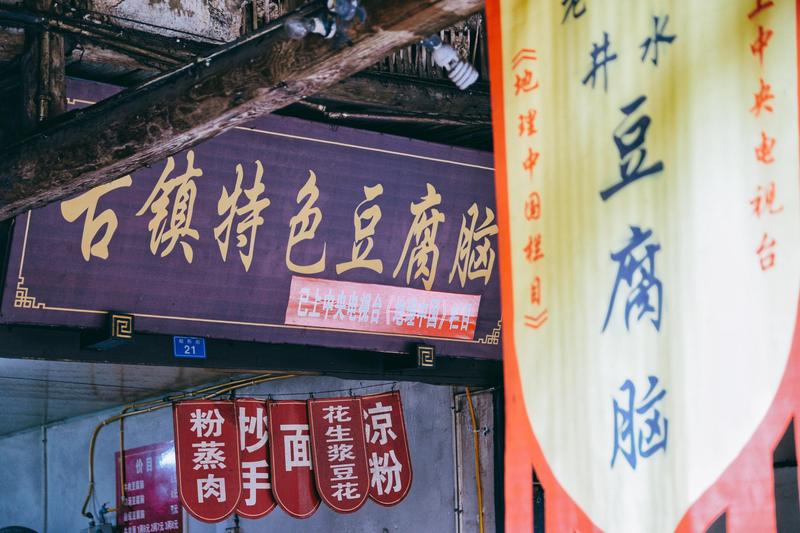 古镇特色豆腐脑
已上中央电视台《地理中国》栏目
21
粉蒸肉
抄手
面
花生浆豆花
凉粉
价目
上中央电视台
老井水
豆腐脑
《地理中国栏目》